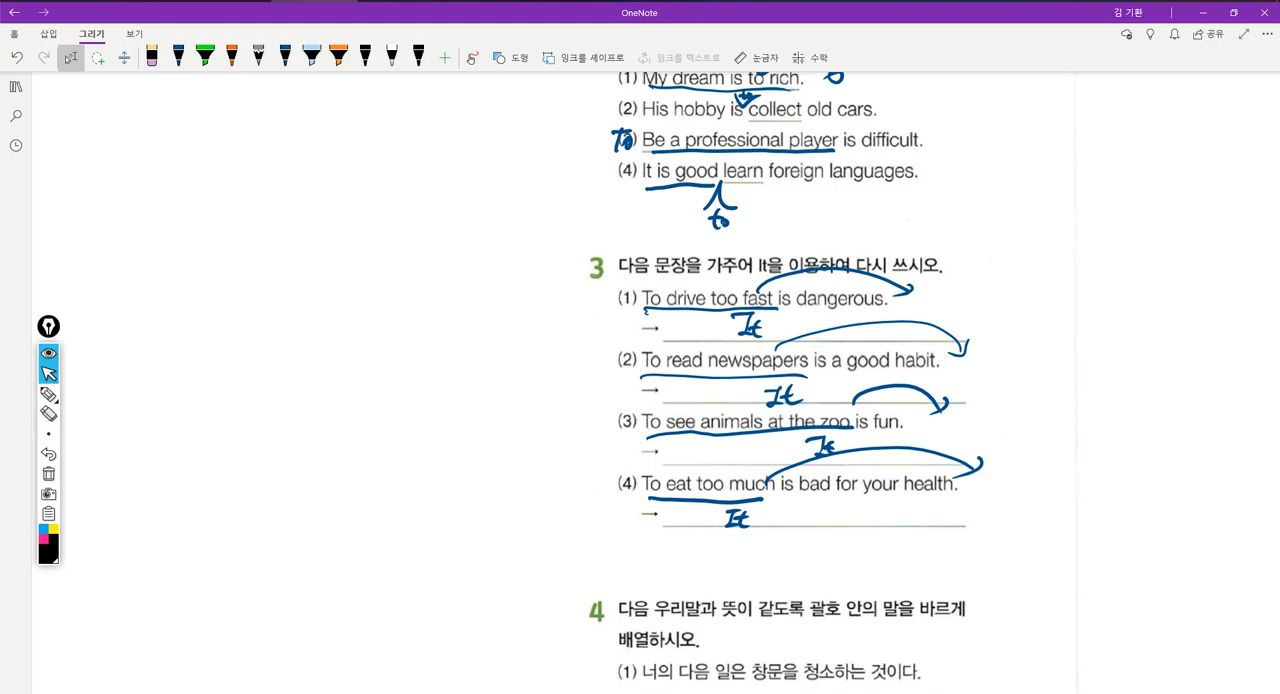 OneNote
김 기환
홈 삽입 그리기 보기
공유
도형 잉크를 셰이프로 잉크를 텍스트로 눈금자 수학
(1) My dream is to rich.
to
(2) His hobby is collect old cars.
To Be a professional player is difficult.
(4) It is good learn foreign languages.
to
3 다음 문장을 가주어 It을 이용하여 다시 쓰시오.
(1) To drive too fast is dangerous.
→ It
(2) To read newspapers is a good habit.
→ It
(3) To see animals at the zoo is fun.
→ It
(4) To eat too much is bad for your health.
→ It
4 다음 우리말과 뜻이 같도록 괄호 안의 말을 바르게
배열하시오.
(1) 너의 다음 일은 창문을 청소하는 것이다.